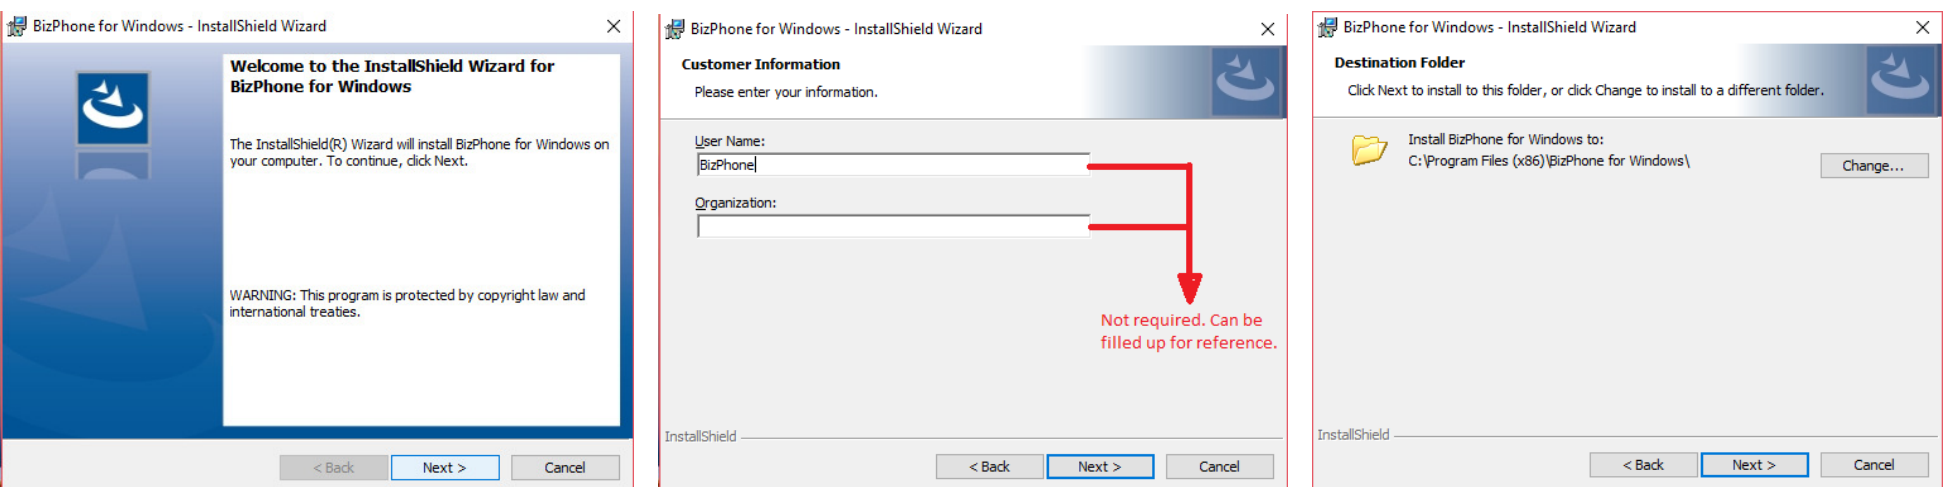 BizPhone for Windows - InstallShield Wizard
Welcome to the InstallShield Wizard for
BizPhone for Windows
The InstallShield(R) Wizard will install BizPhone for Windows on
your computer. To continue, click Next.
WARNING: This program is protected by copyright law and
international treaties.
< Back
Next >
Cancel
BizPhone for Windows - InstallShield Wizard
Customer Information
Please enter your information.
User Name:
BizPhone
Organization:
Not required. Can be
filled up for reference.
InstallShield
< Back
Next >
Cancel
BizPhone for Windows - InstallShield Wizard
Destination Folder
Click Next to install to this folder, or click Change to install to a different folder.
Install BizPhone for Windows to:
C:\Program Files (x86)\BizPhone for Windows\
Change...
InstallShield
< Back
Next >
Cancel